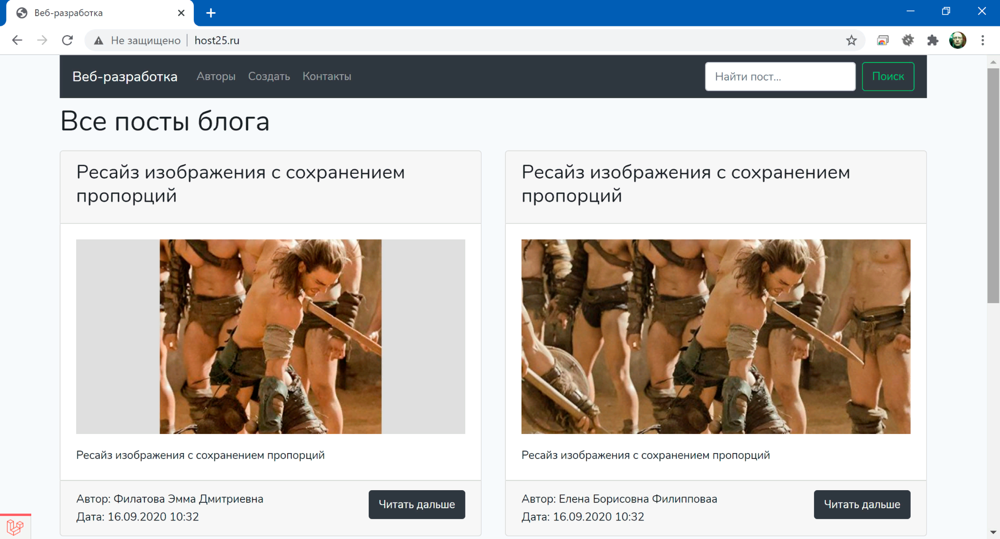 Веб-разработка
Не защищено
host25.ru
Веб-разработка Авторы Создать Контакты Найти пост... Поиск
Все посты блога
Ресайз изображения с сохранением
пропорций
Ресайз изображения с сохранением пропорций
Автор: Филатова Эмма Дмитриевна
Дата: 16.09.2020 10:32
Читать дальше
Ресайз изображения с сохранением
пропорций
Ресайз изображения с сохранением пропорций
Автор: Елена Борисовна Филипповаа
Дата: 16.09.2020 10:32
Читать дальше